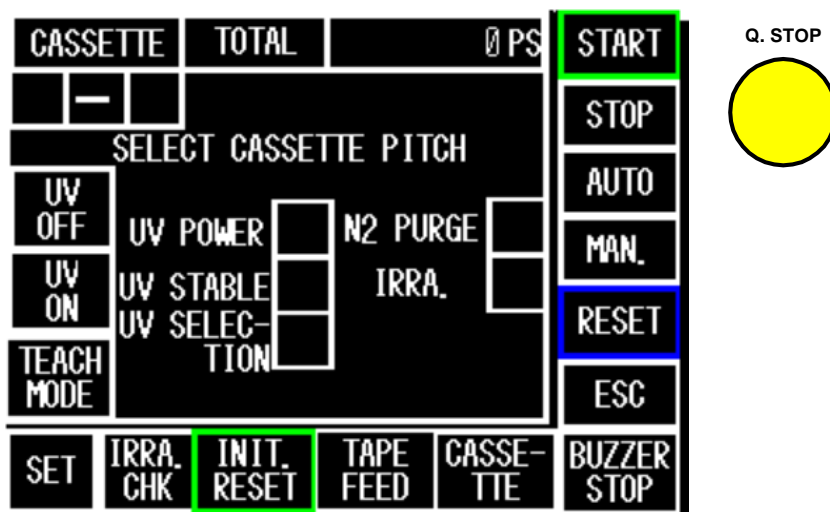 CASSETTE
TOTAL
0 PS
START
Q. STOP
–
STOP
SELECT CASSETTE PITCH
UV
OFF
UV POWER
N2 PURGE
AUTO
MAN.
UV
ON
UV STABLE
IRRA.
UV SELEC-
TION
RESET
TEACH
MODE
ESC
SET
IRRA.
CHK
INIT.
RESET
TAPE
FEED
CASSE-
TTE
BUZZER
STOP